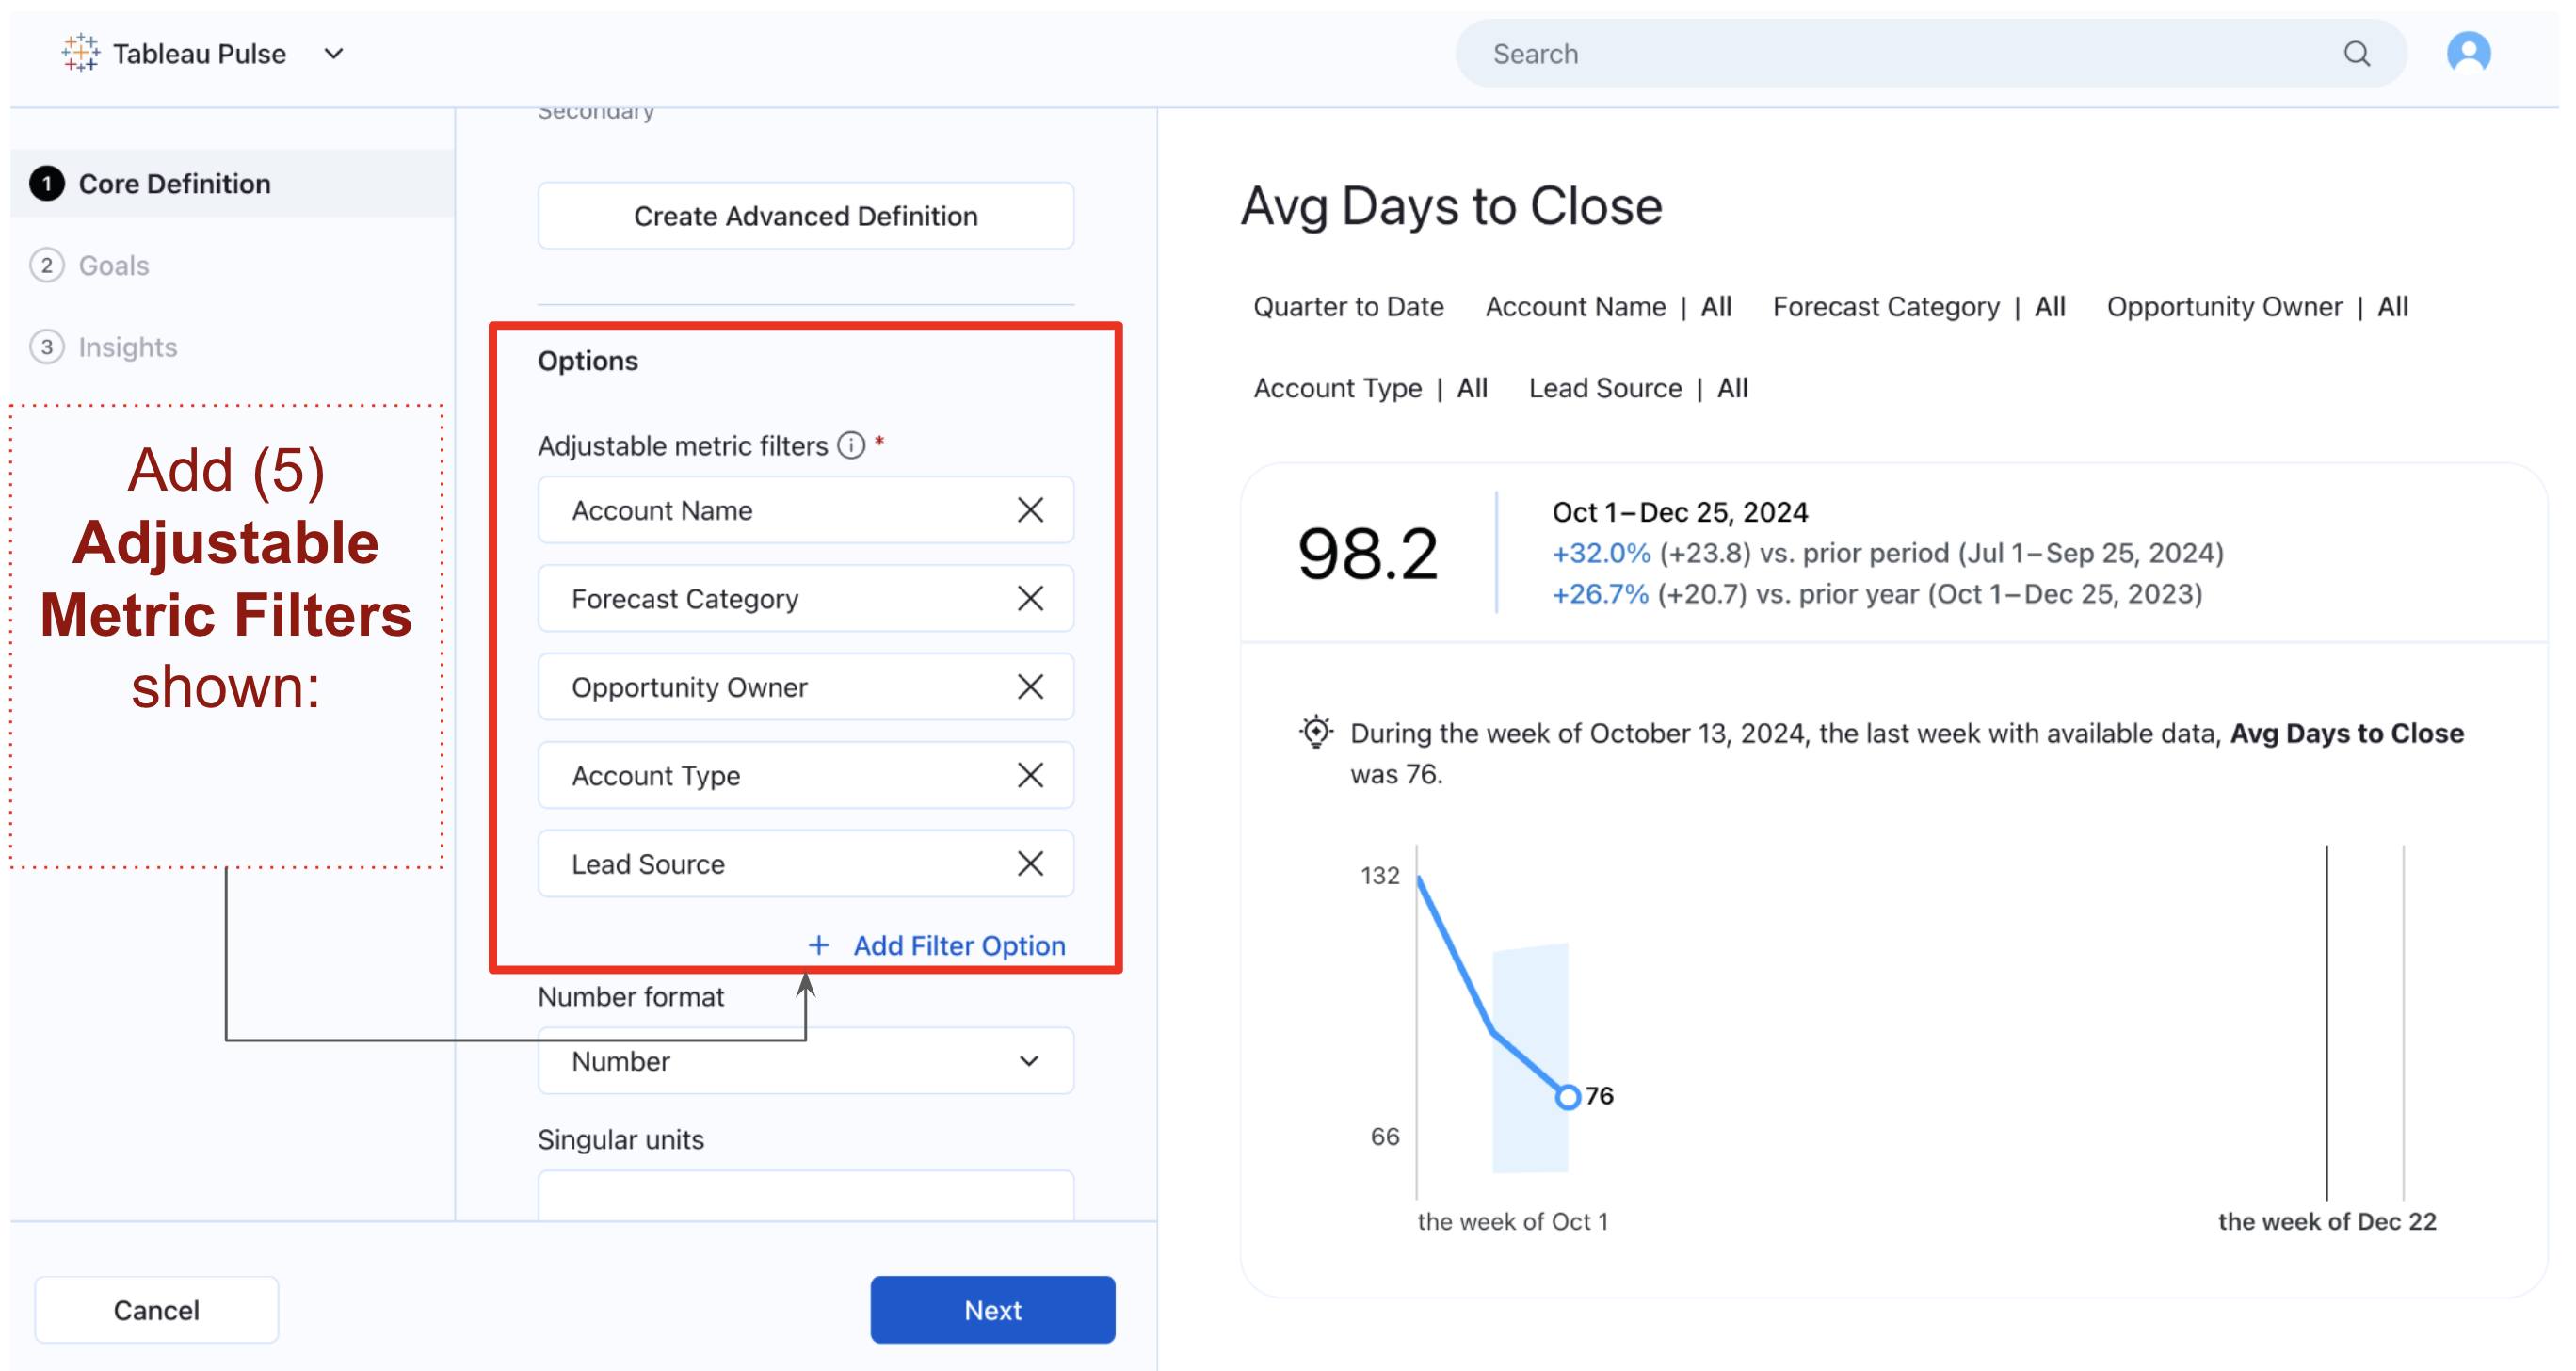 Tableau Pulse
Search
Secondary
1 Core Definition
2 Goals
3 Insights
Add (5)
Adjustable
Metric Filters
shown:
Create Advanced Definition
Options
Adjustable metric filters *
Account Name
Forecast Category
Opportunity Owner
Account Type
Lead Source
+ Add Filter Option
Number format
Number
Singular units
Cancel
Next
Avg Days to Close
Quarter to Date Account Name | All Forecast Category | All Opportunity Owner | All
Account Type | All Lead Source | All
98.2
Oct 1–Dec 25, 2024
+32.0% (+23.8) vs. prior period (Jul 1–Sep 25, 2024)
+26.7% (+20.7) vs. prior year (Oct 1–Dec 25, 2023)
During the week of October 13, 2024, the last week with available data, Avg Days to Close
was 76.
132
76
66
the week of Oct 1
the week of Dec 22